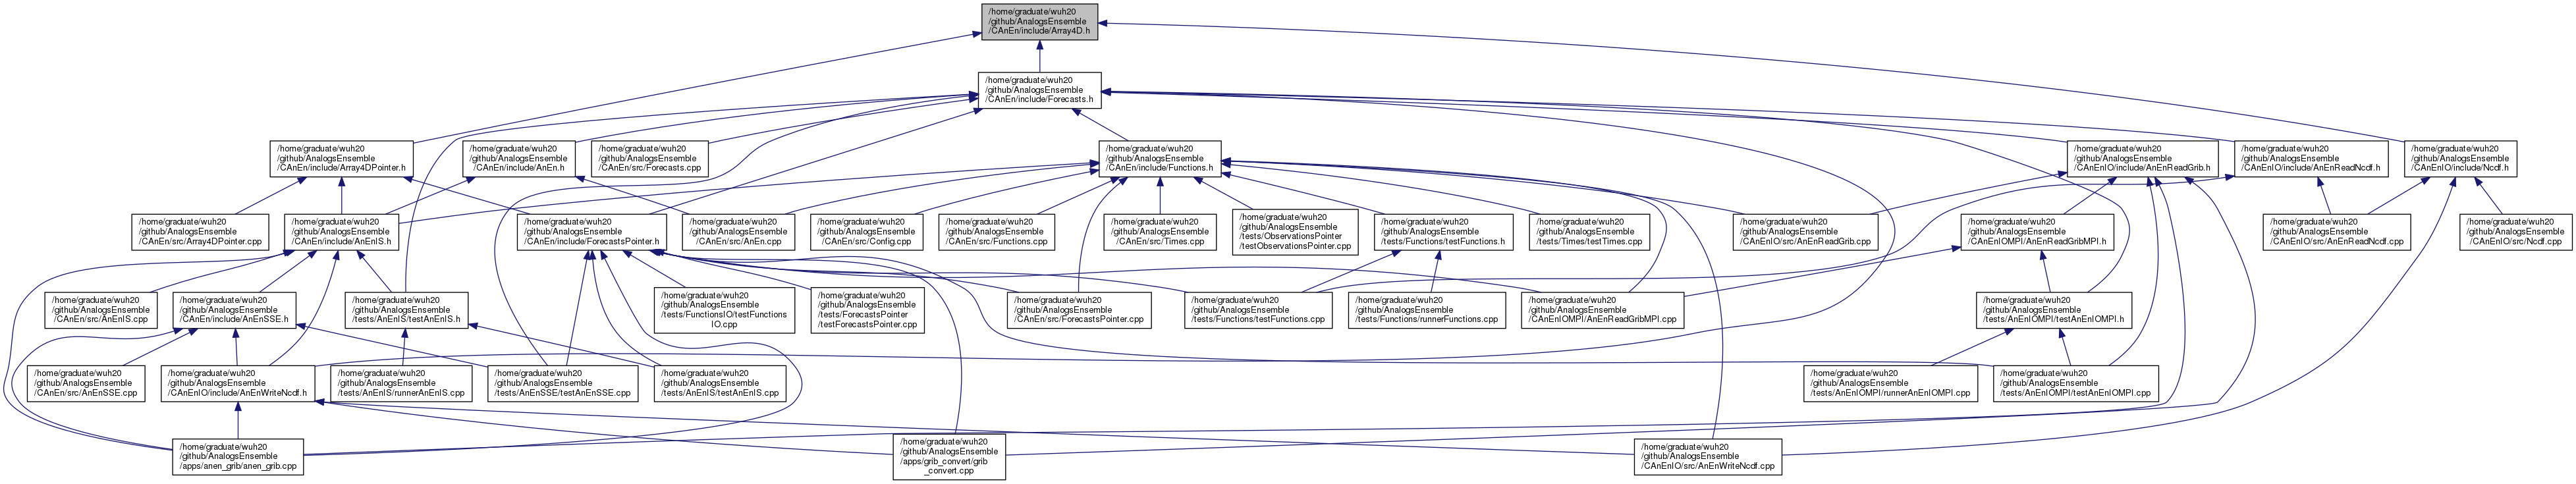 /home/graduate/wuh20
/github/AnalogsEnsemble
/CAnEn/include/Array4D.h
/home/graduate/wuh20
/github/AnalogsEnsemble
/CAnEn/include/Forecasts.h
/home/graduate/wuh20
/github/AnalogsEnsemble
/CAnEn/include/Array4DPointer.h
/home/graduate/wuh20
/github/AnalogsEnsemble
/CAnEn/include/AnEn.h
/home/graduate/wuh20
/github/AnalogsEnsemble
/CAnEn/src/Forecasts.cpp
/home/graduate/wuh20
/github/AnalogsEnsemble
/CAnEn/include/Functions.h
/home/graduate/wuh20
/github/AnalogsEnsemble
/CAnEnIO/include/AnEnReadGrib.h
/home/graduate/wuh20
/github/AnalogsEnsemble
/CAnEnIO/include/AnEnReadNcdf.h
/home/graduate/wuh20
/github/AnalogsEnsemble
/CAnEnIO/include/Ncdf.h
/home/graduate/wuh20
/github/AnalogsEnsemble
/CAnEn/src/Array4DPointer.cpp
/home/graduate/wuh20
/github/AnalogsEnsemble
/CAnEn/include/AnEnIS.h
/home/graduate/wuh20
/github/AnalogsEnsemble
/CAnEn/include/ForecastsPointer.h
/home/graduate/wuh20
/github/AnalogsEnsemble
/CAnEn/src/AnEn.cpp
/home/graduate/wuh20
/github/AnalogsEnsemble
/CAnEn/src/Config.cpp
/home/graduate/wuh20
/github/AnalogsEnsemble
/CAnEn/src/Functions.cpp
/home/graduate/wuh20
/github/AnalogsEnsemble
/CAnEn/src/Times.cpp
/home/graduate/wuh20
/github/AnalogsEnsemble
/tests/ObservationsPointer
/testObservationsPointer.cpp
/home/graduate/wuh20
/github/AnalogsEnsemble
/tests/Functions/testFunctions.h
/home/graduate/wuh20
/github/AnalogsEnsemble
/tests/Times/testTimes.cpp
/home/graduate/wuh20
/github/AnalogsEnsemble
/CAnEnIO/src/AnEnReadGrib.cpp
/home/graduate/wuh20
/github/AnalogsEnsemble
/CAnEnIOMPI/AnEnReadGribMPI.h
/home/graduate/wuh20
/github/AnalogsEnsemble
/CAnEnIO/src/AnEnReadNcdf.cpp
/home/graduate/wuh20
/github/AnalogsEnsemble
/CAnEnIO/src/Ncdf.cpp
/home/graduate/wuh20
/github/AnalogsEnsemble
/CAnEn/src/AnEnIS.cpp
/home/graduate/wuh20
/github/AnalogsEnsemble
/CAnEn/include/AnEnSSE.h
/home/graduate/wuh20
/github/AnalogsEnsemble
/tests/AnEnIS/testAnEnIS.h
/home/graduate/wuh20
/github/AnalogsEnsemble
/tests/FunctionsIO/testFunctions
IO.cpp
/home/graduate/wuh20
/github/AnalogsEnsemble
/tests/ForecastsPointer
/testForecastsPointer.cpp
/home/graduate/wuh20
/github/AnalogsEnsemble
/CAnEn/src/ForecastsPointer.cpp
/home/graduate/wuh20
/github/AnalogsEnsemble
/tests/Functions/testFunctions.cpp
/home/graduate/wuh20
/github/AnalogsEnsemble
/tests/Functions/runnerFunctions.cpp
/home/graduate/wuh20
/github/AnalogsEnsemble
/CAnEnIOMPI/AnEnReadGribMPI.cpp
/home/graduate/wuh20
/github/AnalogsEnsemble
/tests/AnEnIOMPI/testAnEnIOMPI.h
/home/graduate/wuh20
/github/AnalogsEnsemble
/CAnEn/src/AnEnSSE.cpp
/home/graduate/wuh20
/github/AnalogsEnsemble
/CAnEnIO/include/AnEnWriteNcdf.h
/home/graduate/wuh20
/github/AnalogsEnsemble
/tests/AnEnIS/runnerAnEnIS.cpp
/home/graduate/wuh20
/github/AnalogsEnsemble
/tests/AnEnSSE/testAnEnSSE.cpp
/home/graduate/wuh20
/github/AnalogsEnsemble
/tests/AnEnIS/testAnEnIS.cpp
/home/graduate/wuh20
/github/AnalogsEnsemble
/tests/AnEnIOMPI/runnerAnEnIOMPI.cpp
/home/graduate/wuh20
/github/AnalogsEnsemble
/tests/AnEnIOMPI/testAnEnIOMPI.cpp
/home/graduate/wuh20
/github/AnalogsEnsemble
/apps/anen_grib/anen_grib.cpp
/home/graduate/wuh20
/github/AnalogsEnsemble
/apps/grib_convert/grib
_convert.cpp
/home/graduate/wuh20
/github/AnalogsEnsemble
/CAnEnIO/src/AnEnWriteNcdf.cpp